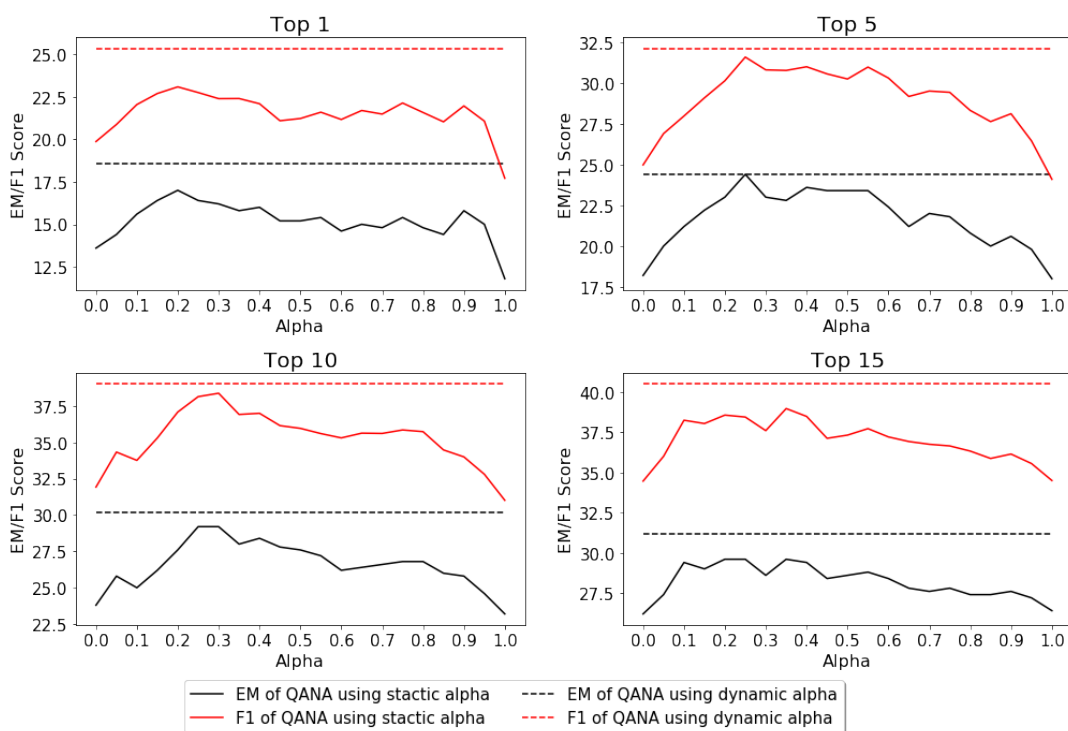 Top 1
EM/F1 Score
25.0
22.5
20.0
17.5
15.0
12.5
0.0 0.1 0.2 0.3 0.4 0.5 0.6 0.7 0.8 0.9 1.0
Alpha
Top 5
EM/F1 Score
32.5
30.0
27.5
25.0
22.5
20.0
17.5
0.0 0.1 0.2 0.3 0.4 0.5 0.6 0.7 0.8 0.9 1.0
Alpha
Top 10
EM/F1 Score
37.5
35.0
32.5
30.0
27.5
25.0
22.5
0.0 0.1 0.2 0.3 0.4 0.5 0.6 0.7 0.8 0.9 1.0
Alpha
Top 15
EM/F1 Score
40.0
37.5
35.0
32.5
30.0
27.5
0.0 0.1 0.2 0.3 0.4 0.5 0.6 0.7 0.8 0.9 1.0
Alpha
EM of QANA using stactic alpha
F1 of QANA using stactic alpha
EM of QANA using dynamic alpha
F1 of QANA using dynamic alpha